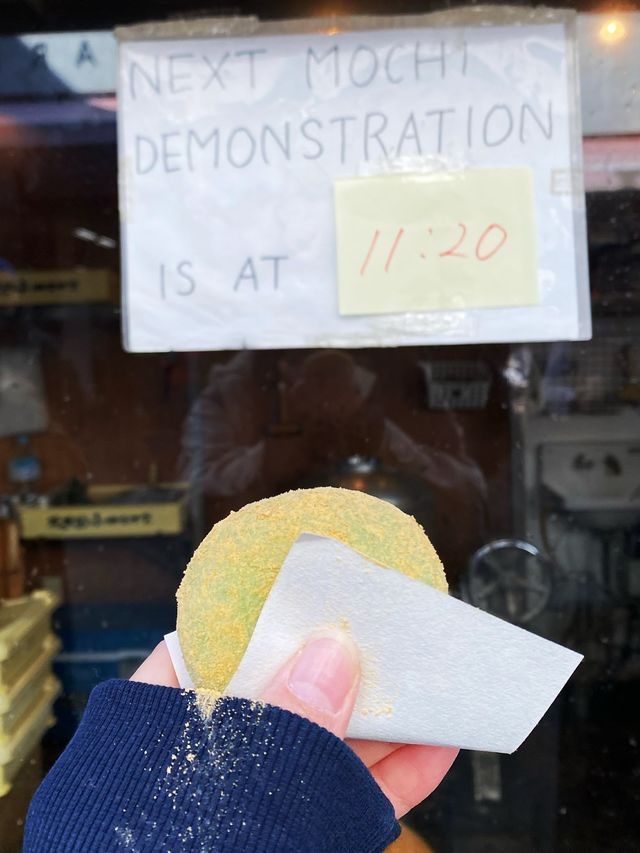 NEXT MOCHI
DEMONSTRATION
IS AT 11:20